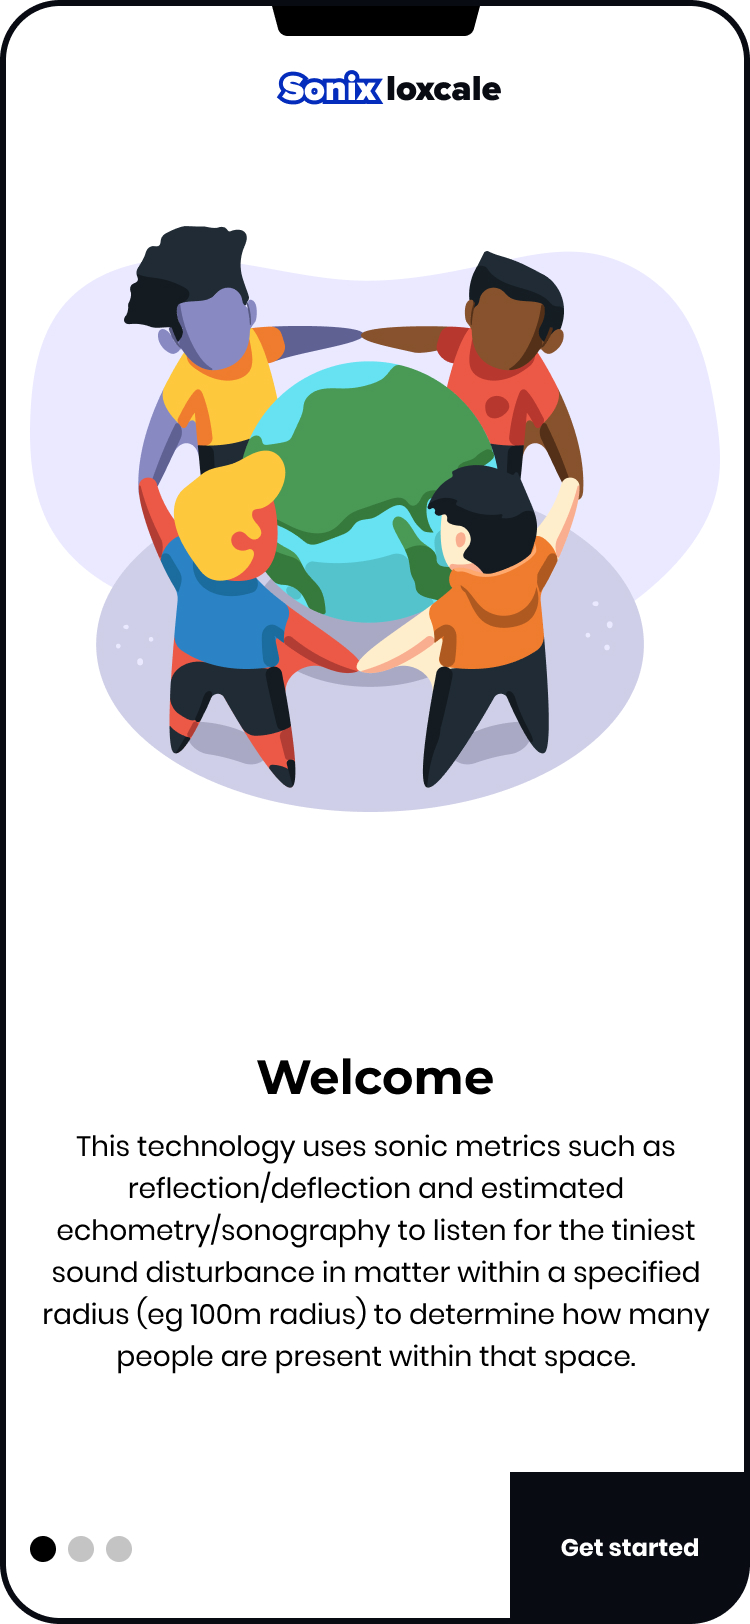 Sonix loxcale
Welcome
This technology uses sonic metrics such as
reflection/deflection and estimated
echometry/sonography to listen for the tiniest
sound disturbance in matter within a specified
radius (eg 100m radius) to determine how many
people are present within that space.
Get started